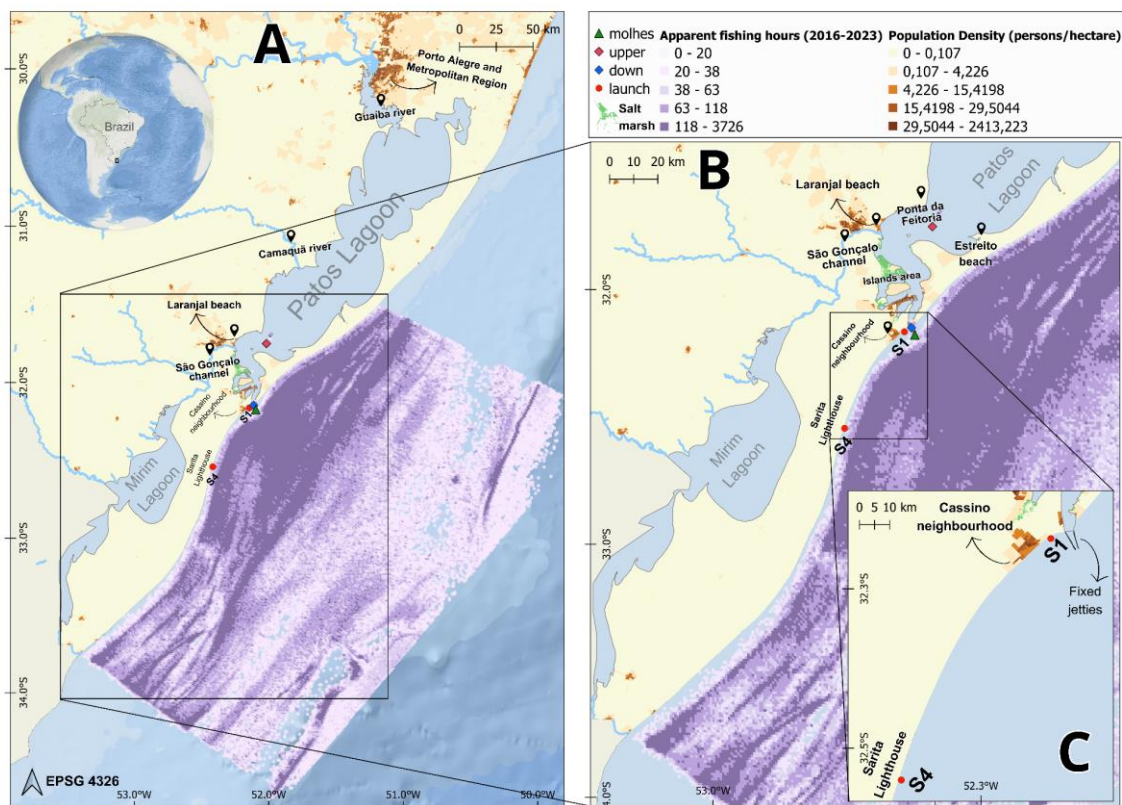 A
0 25 50 km
Porto Alegre and
Metropolitan Region
Guaiba river
Brazil
30.0°S
31.0°S
32.0°S
33.0°S
34.0°S
Camaquã river
Patos Lagoon
Laranjal beach
São Gonçalo
channel
Cassino
neighbourhood
S1
Sarita
Lighthouse
S4
Mirim
Lagoon
EPSG 4326
53.0°W
52.0°W
51.0°W
50.0°W
molhes
upper
down
launch
Salt
marsh
Apparent fishing hours (2016-2023)
0 - 20
20 - 38
38 - 63
63 - 118
118 - 3726
Population Density (persons/hectare)
0 - 0,107
0,107 - 4,226
4,226 - 15,4198
15,4198 - 29,5044
29,5044 - 2413,223
B
0 10 20 km
Laranjal beach
Patos
Lagoon
Ponta da
Feitoria
São Gonçalo
channel
Estreito
beach
Islands area
32.0°S
Cassino
neighbourhood
S1
Sarita
Lighthouse
S4
Mirim
Lagoon
33.0°S
34.0°S
53.0°W
52.3°W
0 5 10 km
Cassino
neighbourhood
S1
Fixed
jetties
32.3°S
32.5°S
Sarita
Lighthouse
S4
C